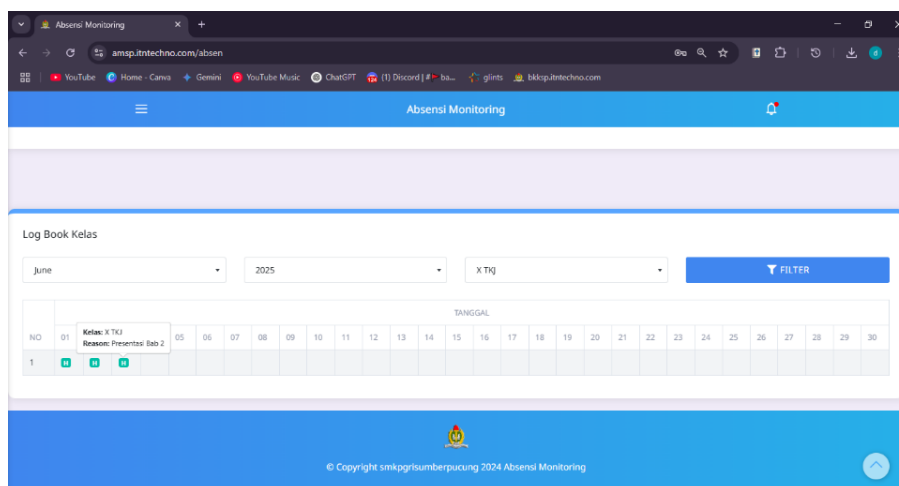 Absensi Monitoring
amsp.itntechno.com/absen
YouTube Home - Canva Gemini YouTube Music ChatGPT (1) Discord | # ba... glints bkksp.itntechno.com
Absensi Monitoring
Log Book Kelas
June 2025 X TKJ FILTER
TANGGAL
NO 01 05 06 07 08 09 10 11 12 13 14 15 16 17 18 19 20 21 22 23 24 25 26 27 28 29 30
Kelas: X TKJ
Reason: Presentasi Bab 2
1 H H H
© Copyright smkpgrisumberpucung 2024 Absensi Monitoring